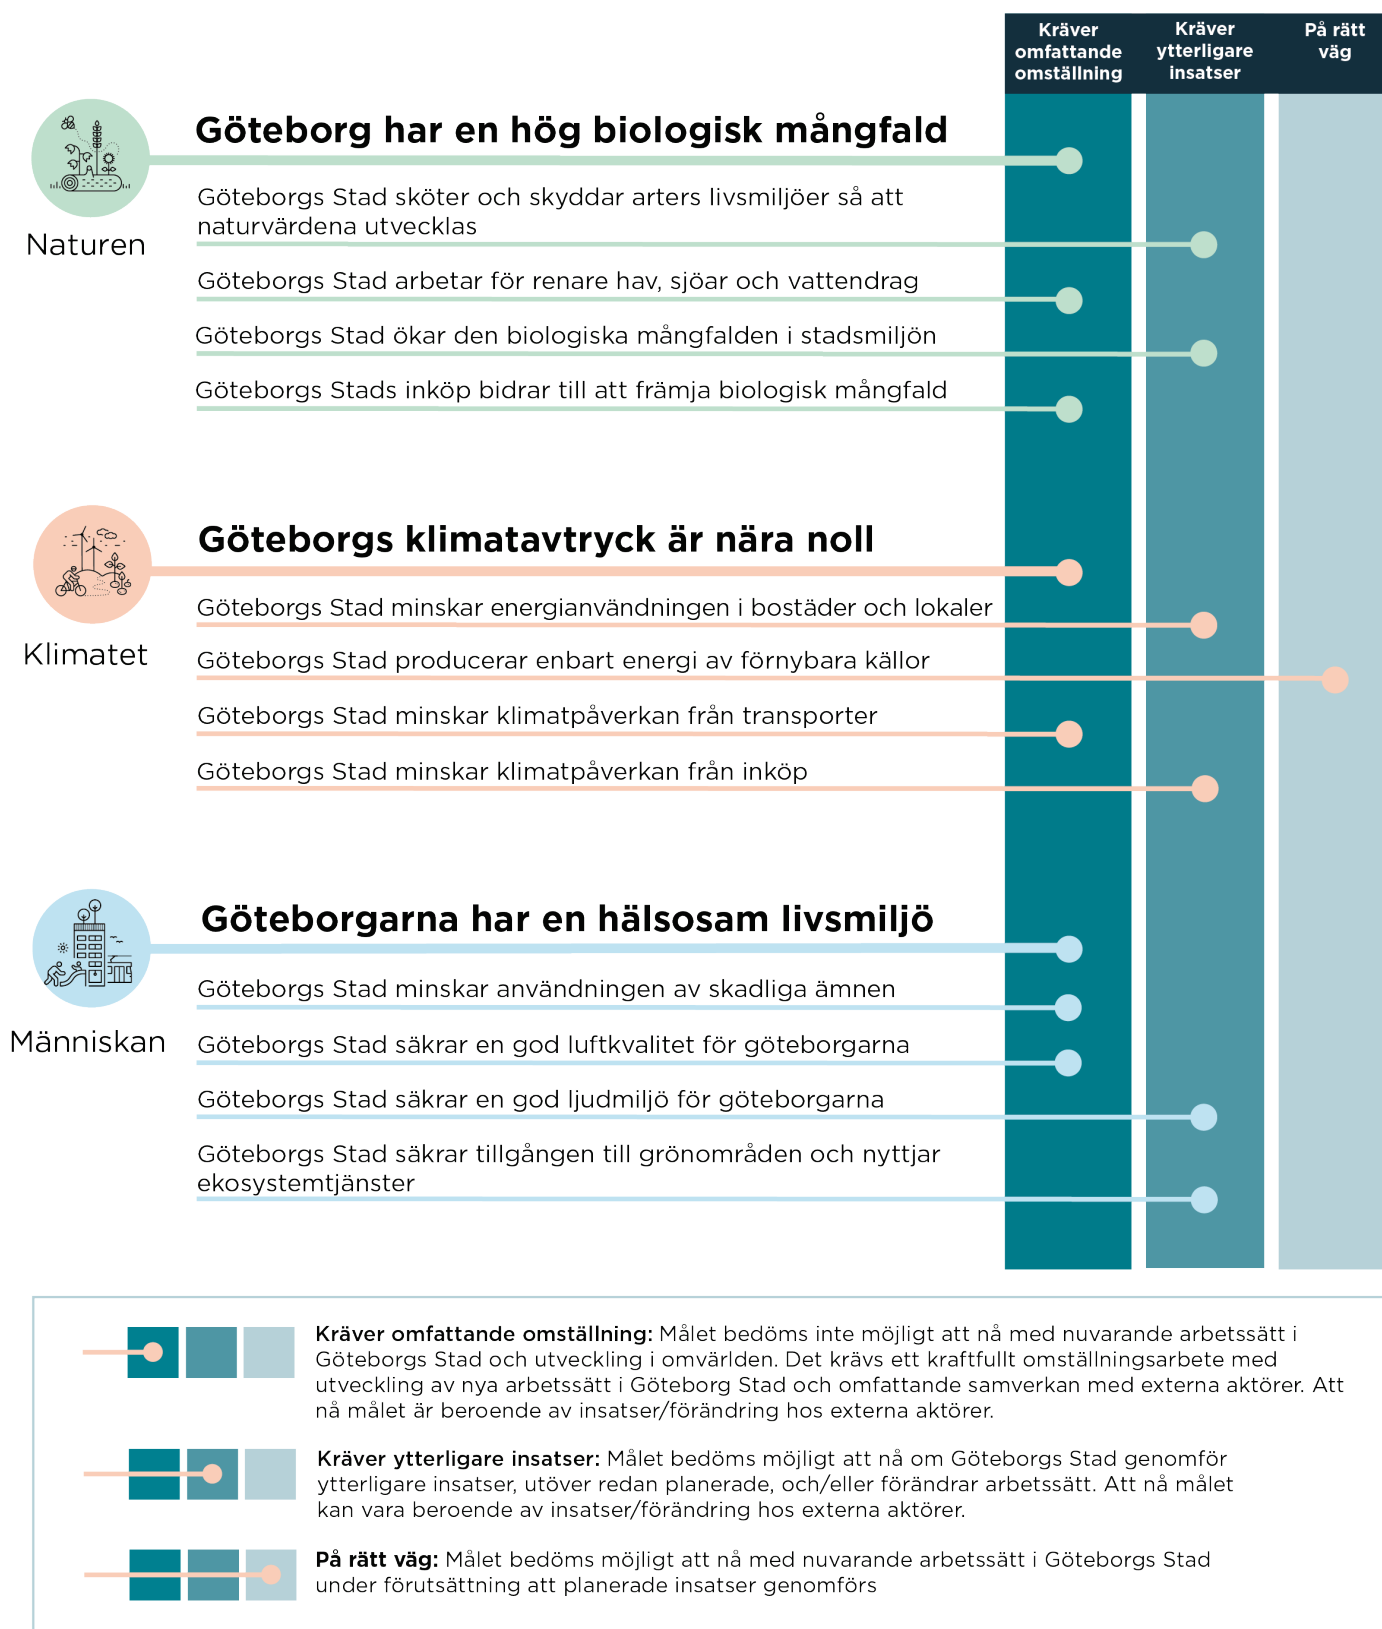 Kräver
omfattande
omställning
Kräver
ytterligare
insatser
På rätt
väg
Göteborg har en hög biologisk mångfald
Göteborgs Stad sköter och skyddar arters livsmiljöer så att
naturvärdena utvecklas
Naturen
Göteborgs Stad arbetar för renare hav, sjöar och vattendrag
Göteborgs Stad ökar den biologiska mångfalden i stadsmiljön
Göteborgs Stads inköp bidrar till att främja biologisk mångfald
Göteborgs klimatavtryck är nära noll
Göteborgs Stad minskar energianvändningen i bostäder och lokaler
Klimatet
Göteborgs Stad producerar enbart energi av förnybara källor
Göteborgs Stad minskar klimatpåverkan från transporter
Göteborgs Stad minskar klimatpåverkan från inköp
Göteborgarna har en hälsosam livsmiljö
Göteborgs Stad minskar användningen av skadliga ämnen
Människan
Göteborgs Stad säkrar en god luftkvalitet för göteborgarna
Göteborgs Stad säkrar en god ljudmiljö för göteborgarna
Göteborgs Stad säkrar tillgången till grönområden och nyttjar
ekosystemtjänster
Kräver omfattande omställning: Målet bedöms inte möjligt att nå med nuvarande arbetssätt i
Göteborgs Stad och utveckling i omvärlden. Det krävs ett kraftfullt omställningsarbete med
utveckling av nya arbetssätt i Göteborg Stad och omfattande samverkan med externa aktörer. Att
nå målet är beroende av insatser/förändring hos externa aktörer.
Kräver ytterligare insatser: Målet bedöms möjligt att nå om Göteborgs Stad genomför
ytterligare insatser, utöver redan planerade, och/eller förändrar arbetssätt. Att nå målet
kan vara beroende av insatser/förändring hos externa aktörer.
På rätt väg: Målet bedöms möjligt att nå med nuvarande arbetssätt i Göteborgs Stad
under förutsättning att planerade insatser genomförs